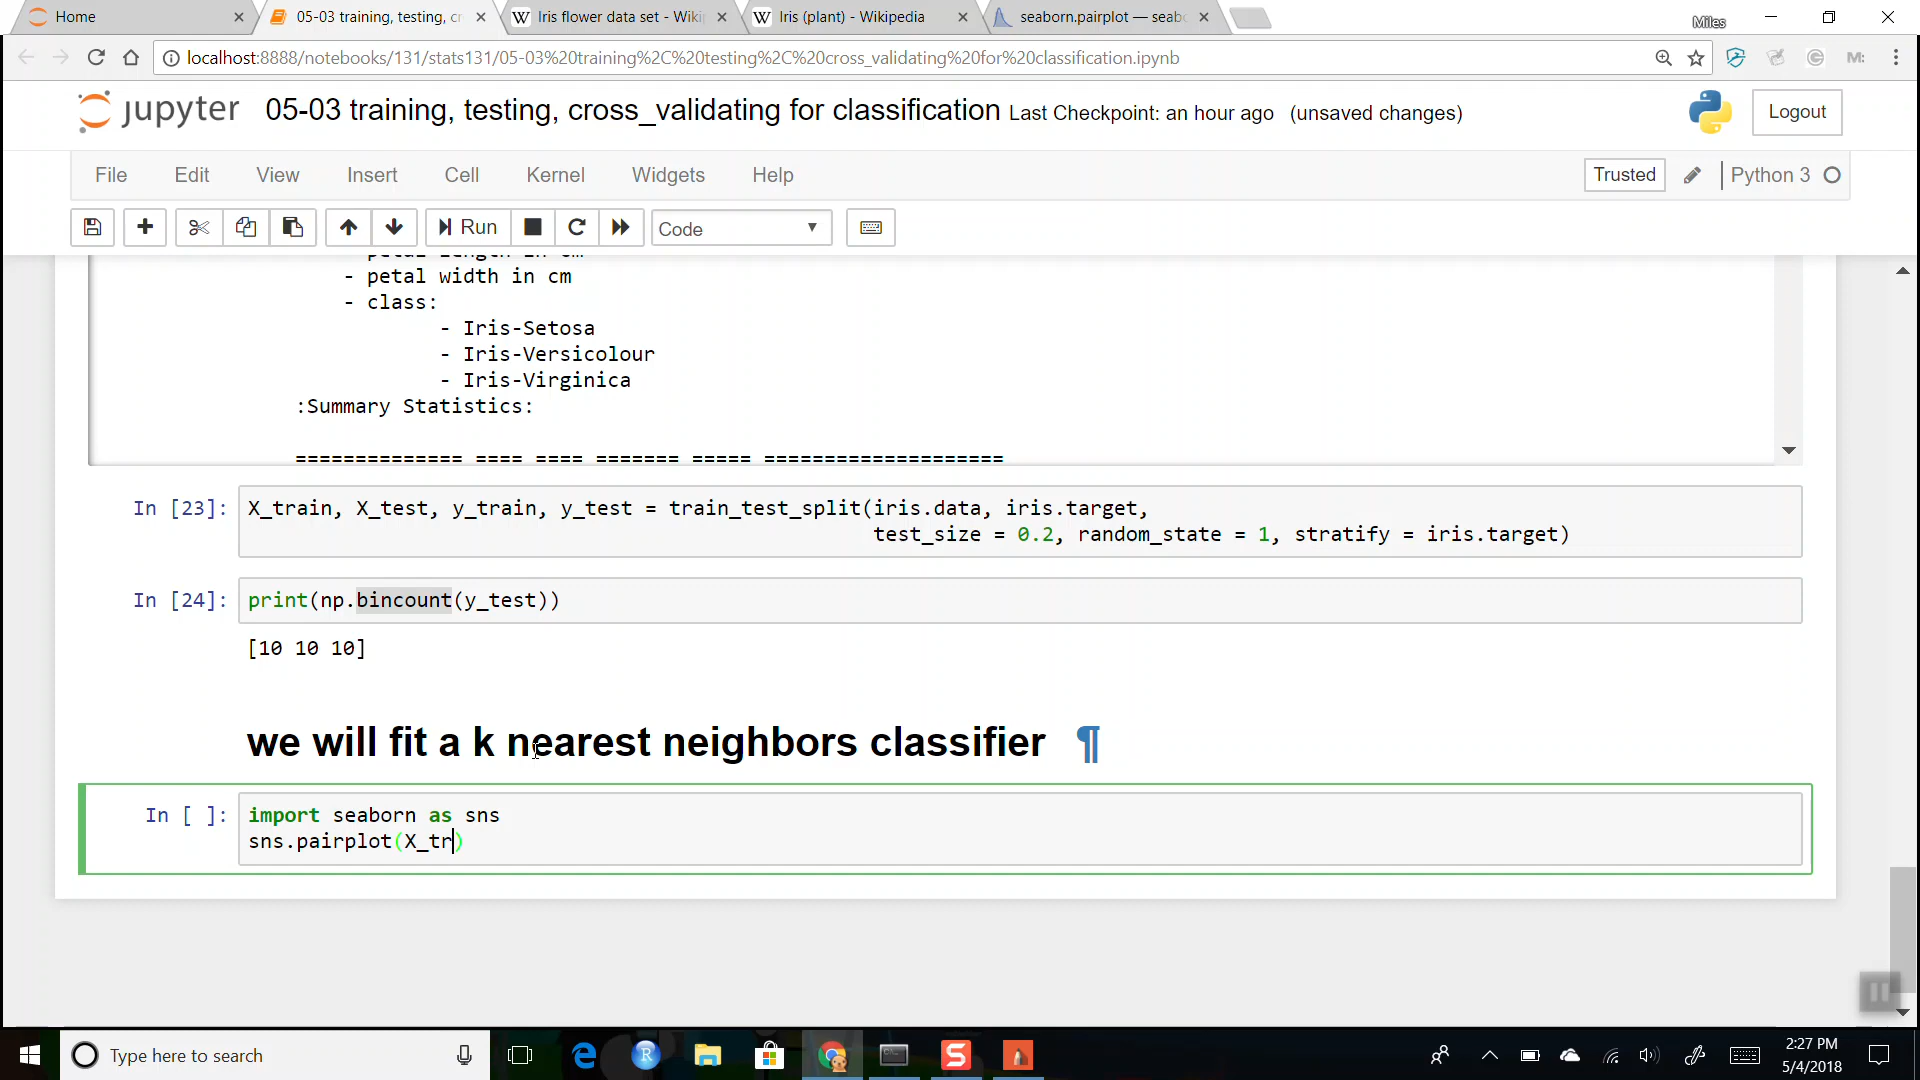 Home
05-03 training, testing, cr
Iris flower data set - Wiki
Iris (plant) - Wikipedia
seaborn.pairplot — seab
Miles
localhost:8888/notebooks/131/stats131/05-03%20training%2C%20testing%2C%20cross_validating%20for%20classification.ipynb
jupyter
05-03 training, testing, cross_validating for classification Last Checkpoint: an hour ago (unsaved changes)
Logout
File Edit View Insert Cell Kernel Widgets Help
Trusted
Python 3
Run
Code
petal length in cm
- petal width in cm
- class:
- Iris-Setosa
- Iris-Versicolour
- Iris-Virginica
:Summary Statistics:
============== ==== ==== ======= ===== ====================
In [23]: X_train, X_test, y_train, y_test = train_test_split(iris.data, iris.target,
test_size = 0.2, random_state = 1, stratify = iris.target)
In [24]: print(np.bincount(y_test))
[10 10 10]
we will fit a k nearest neighbors classifier ¶
In [ ]: import seaborn as sns
sns.pairplot(X_tr)
Type here to search
2:27 PM
5/4/2018